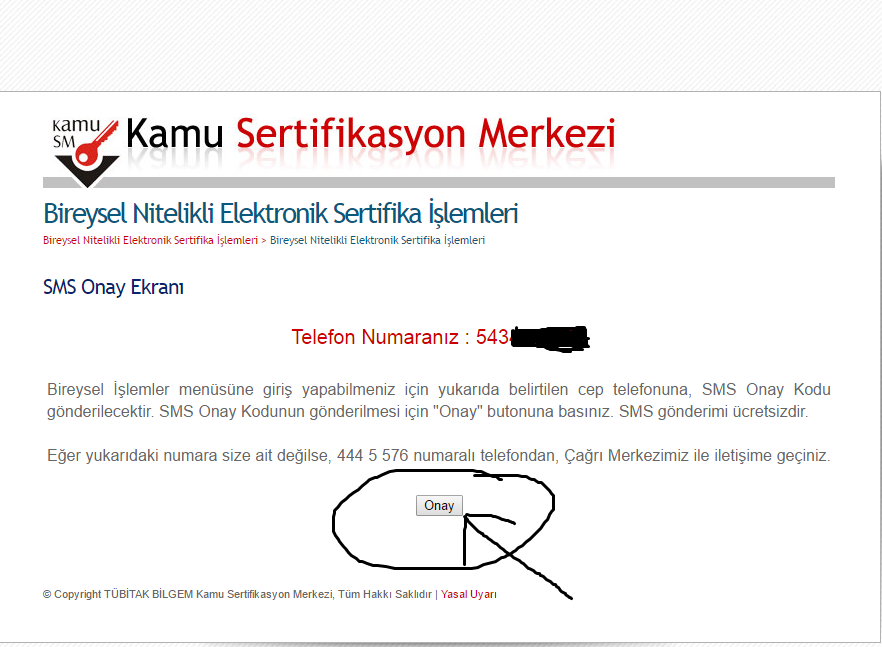 kamu
SM
Kamu Sertifikasyon Merkezi
Bireysel Nitelikli Elektronik Sertifika İşlemleri
Bireysel Nitelikli Elektronik Sertifika İşlemleri > Bireysel Nitelikli Elektronik Sertifika İşlemleri
SMS Onay Ekranı
Telefon Numaranız : 543
Bireysel İşlemler menüsüne giriş yapabilmeniz için yukarıda belirtilen cep telefonuna, SMS Onay Kodu
gönderilecektir. SMS Onay Kodunun gönderilmesi için "Onay" butonuna basınız. SMS gönderimi ücretsizdir.
Eğer yukarıdaki numara size ait değilse, 444 5 576 numaralı telefondan, Çağrı Merkezimiz ile iletişime geçiniz.
Onay
© Copyright TÜBİTAK BİLGEM Kamu Sertifikasyon Merkezi, Tüm Hakkı Saklıdır | Yasal Uyarı